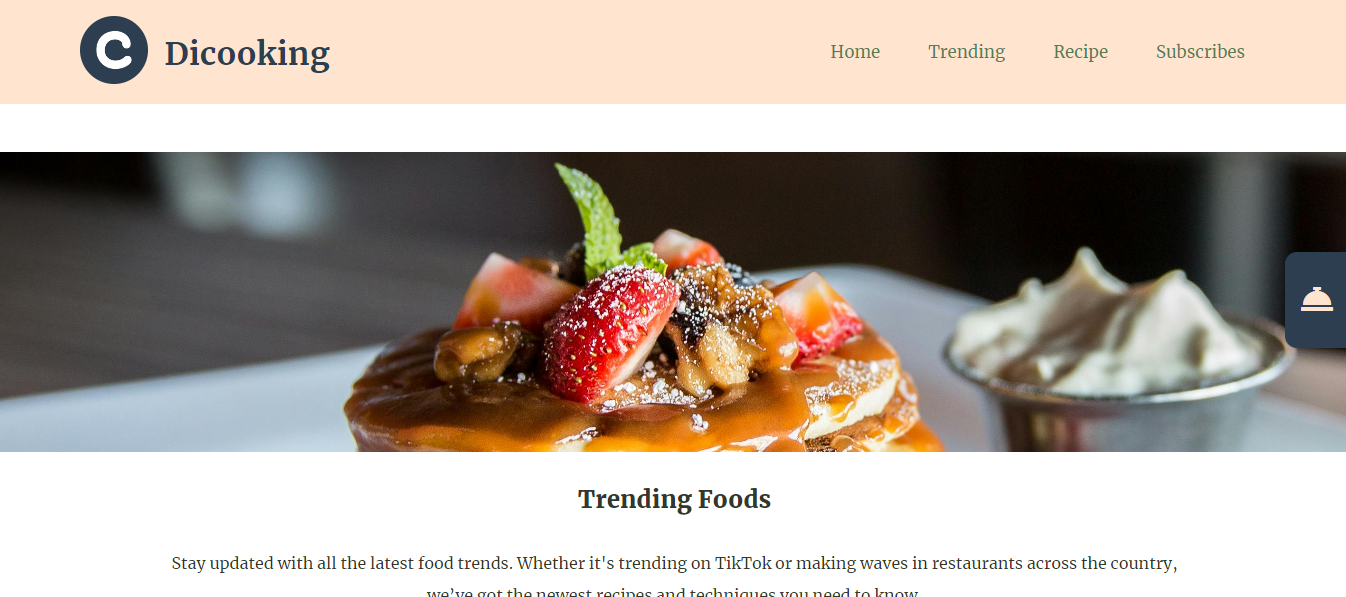 C Dicooking
Home Trending Recipe Subscribes
Trending Foods
Stay updated with all the latest food trends. Whether it's trending on TikTok or making waves in restaurants across the country,
we’ve got the newest recipes and techniques you need to know